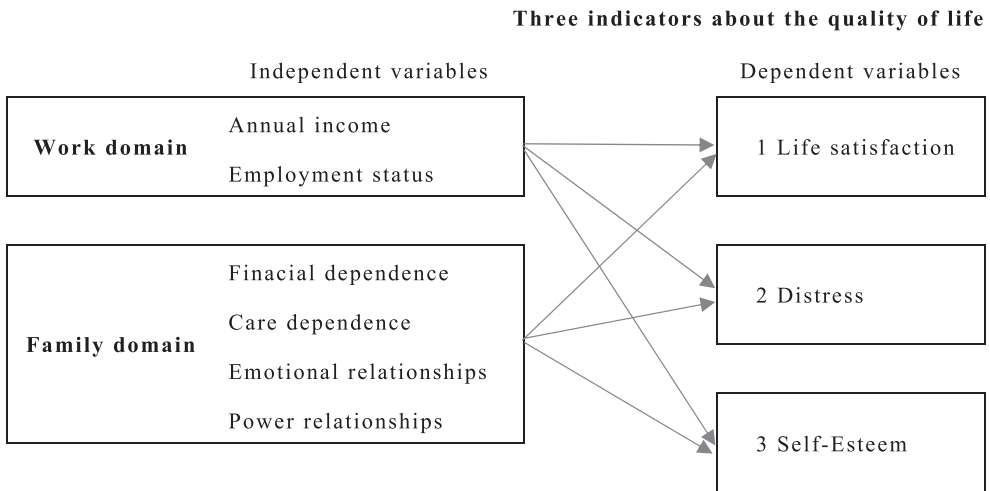 Three indicators about the quality of life
Independent variables
Dependent variables
Work domain
Annual income
Employment status
1 Life satisfaction
Family domain
Finacial dependence
Care dependence
Emotional relationships
Power relationships
2 Distress
3 Self-Esteem